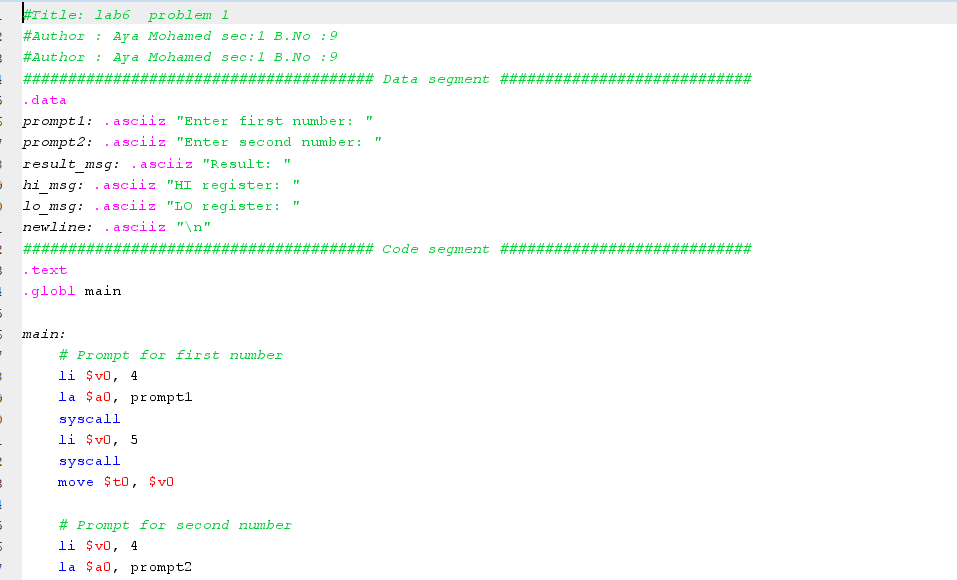 #Title: lab6  problem 1
#Author : Aya Mohamed sec:1 B.No :9
#Author : Aya Mohamed sec:1 B.No :9
####################################### Data segment ############################
.data
prompt1: .asciiz "Enter first number: "
prompt2: .asciiz "Enter second number: "
result_msg: .asciiz "Result: "
hi_msg: .asciiz "HI register: "
lo_msg: .asciiz "LO register: "
newline: .asciiz "\n"
####################################### Code segment ############################
.text
.globl main
main:
    # Prompt for first number
    li $v0, 4
    la $a0, prompt1
    syscall
    li $v0, 5
    syscall
    move $t0, $v0
    # Prompt for second number
    li $v0, 4
    la $a0, prompt2